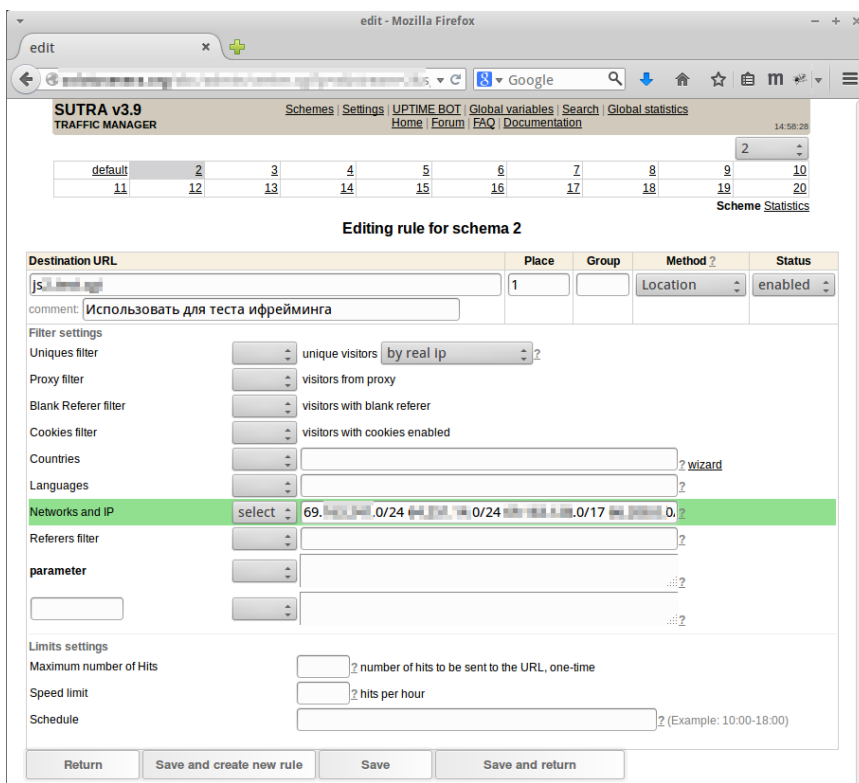 edit - Mozilla Firefox
edit
Google
SUTRA v3.9
TRAFFIC MANAGER
Schemes | Settings | UPTIME BOT | Global variables | Search | Global statistics
Home | Forum | FAQ | Documentation
14:58:28
2
default 2 3 4 5 6 7 8 9 10
11 12 13 14 15 16 17 18 19 20
Scheme Statistics
Editing rule for schema 2
Destination URL Place Group Method ? Status
js 1 Location enabled
comment: Использовать для теста ифрейминга
Filter settings
Uniques filter unique visitors by real ip ?
Proxy filter visitors from proxy
Blank Referer filter visitors with blank referer
Cookies filter visitors with cookies enabled
Countries ? wizard
Languages ?
Networks and IP select 69. .0/24 .0/24 .0/17 .0/ ?
Referers filter ?
parameter ?
?
Limits settings
Maximum number of Hits ? number of hits to be sent to the URL, one-time
Speed limit ? hits per hour
Schedule ? (Example: 10:00-18:00)
Return Save and create new rule Save Save and return